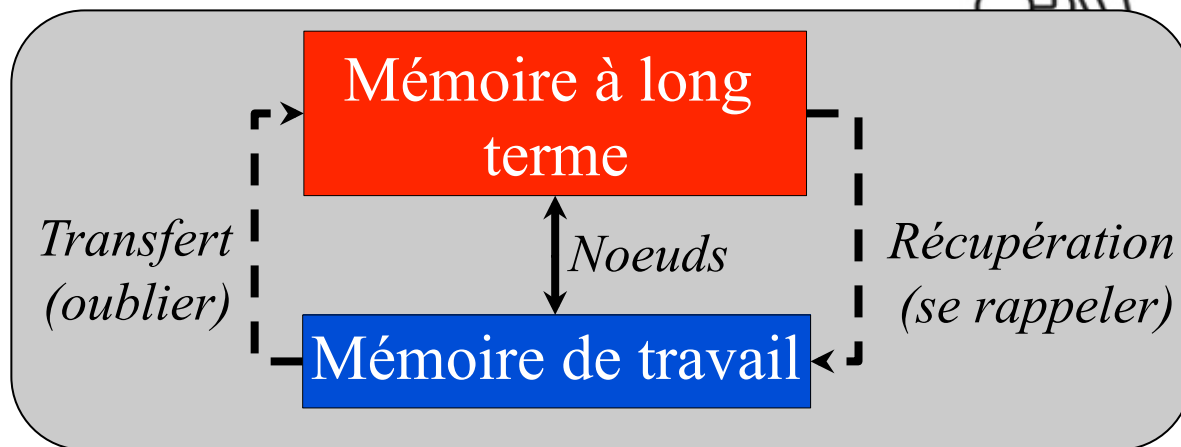 Mémoire à long
terme
Transfert
(oublier)
Noeuds
Récupération
(se rappeler)
Mémoire de travail